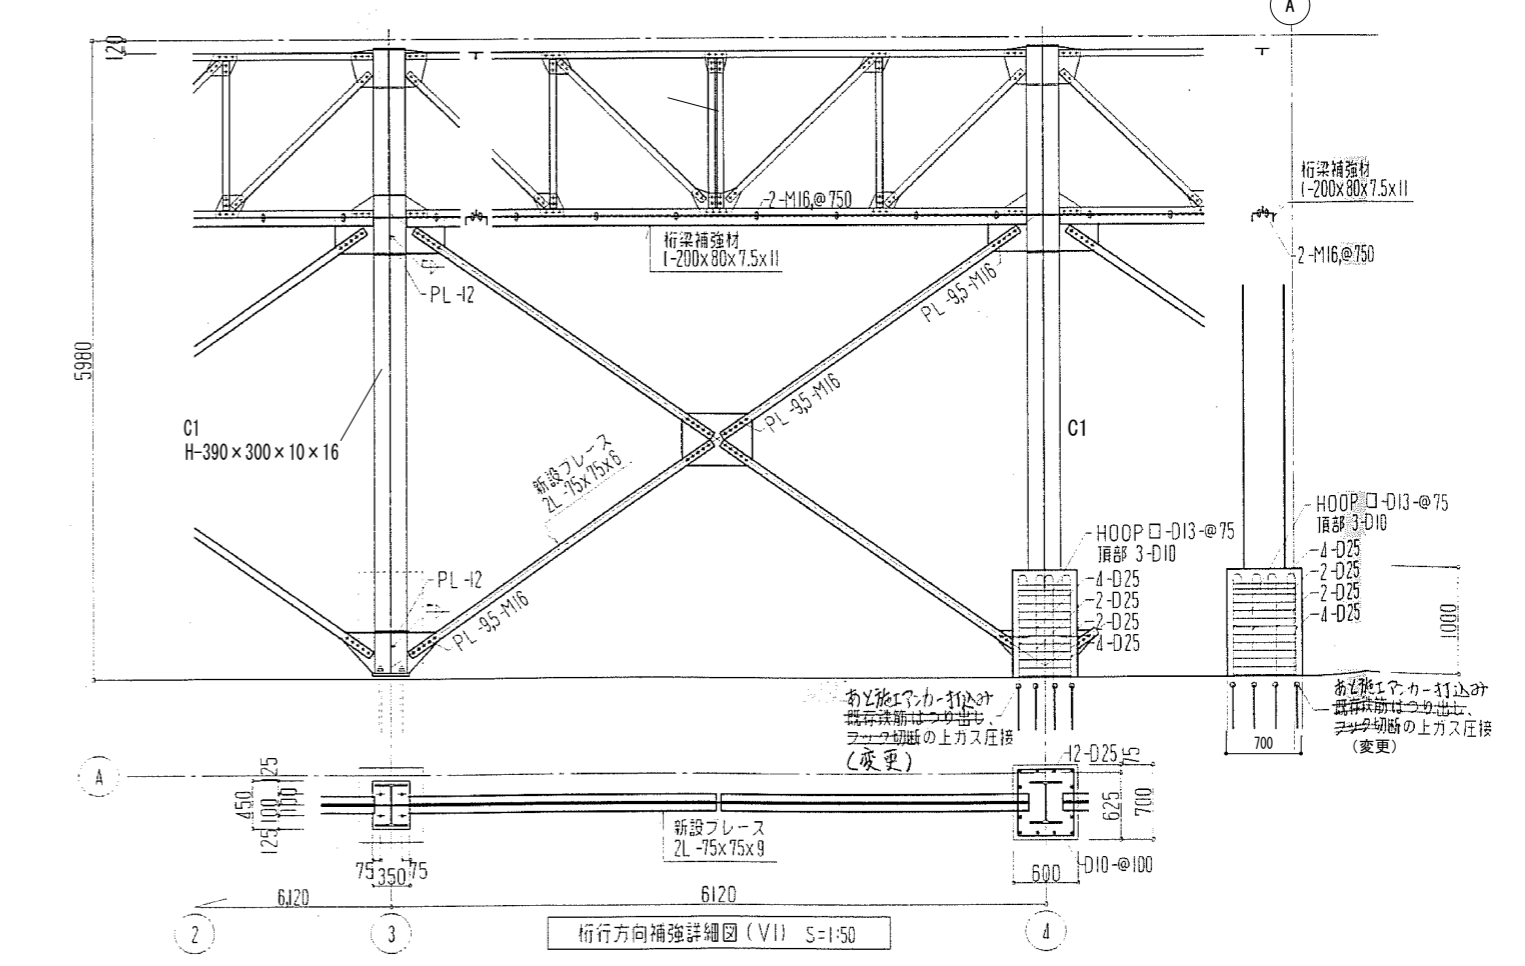 A
120
桁梁補強材
[-200x80x7.5x11
2-M16,@750
2-M16,@750
桁梁補強材
[-200x80x7.5x11
PL-12
PL-9,5-M16
5980
PL-9,5-M16
C1
H-390×300×10×16
C1
新設ブレース
2L-75x75x6
HOOP ロ-D13-@75
頂部 3-D10
4-D25
2-D25
2-D25
4-D25
HOOP ロ-D13-@75
頂部 3-D10
4-D25
2-D25
2-D25
4-D25
1000
PL-12
PL-9,5-M16
あと施工アンカー打込み
既存鉄筋はつり出し、
フック切断の上ガス圧接
(変更)
あと施工アンカー打込み
既存鉄筋はつり出し、
フック切断の上ガス圧接
(変更)
700
A
125
450
100
100
125
12-D25
75
625
700
新設ブレース
2L-75x75x9
D10-@100
75
350
75
600
6,120
6120
2
3
4
桁行方向補強詳細図(V1) S=1:50